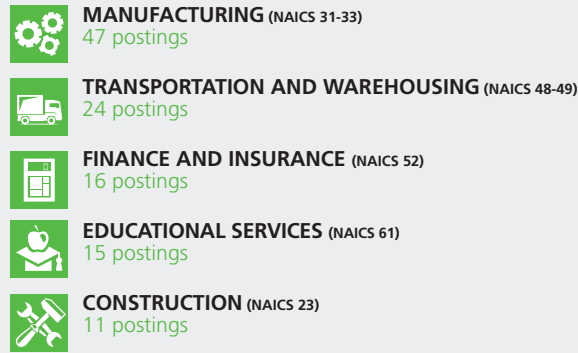 MANUFACTURING (NAICS 31-33)
47 postings
TRANSPORTATION AND WAREHOUSING (NAICS 48-49)
24 postings
FINANCE AND INSURANCE (NAICS 52)
16 postings
EDUCATIONAL SERVICES (NAICS 61)
15 postings
CONSTRUCTION (NAICS 23)
11 postings